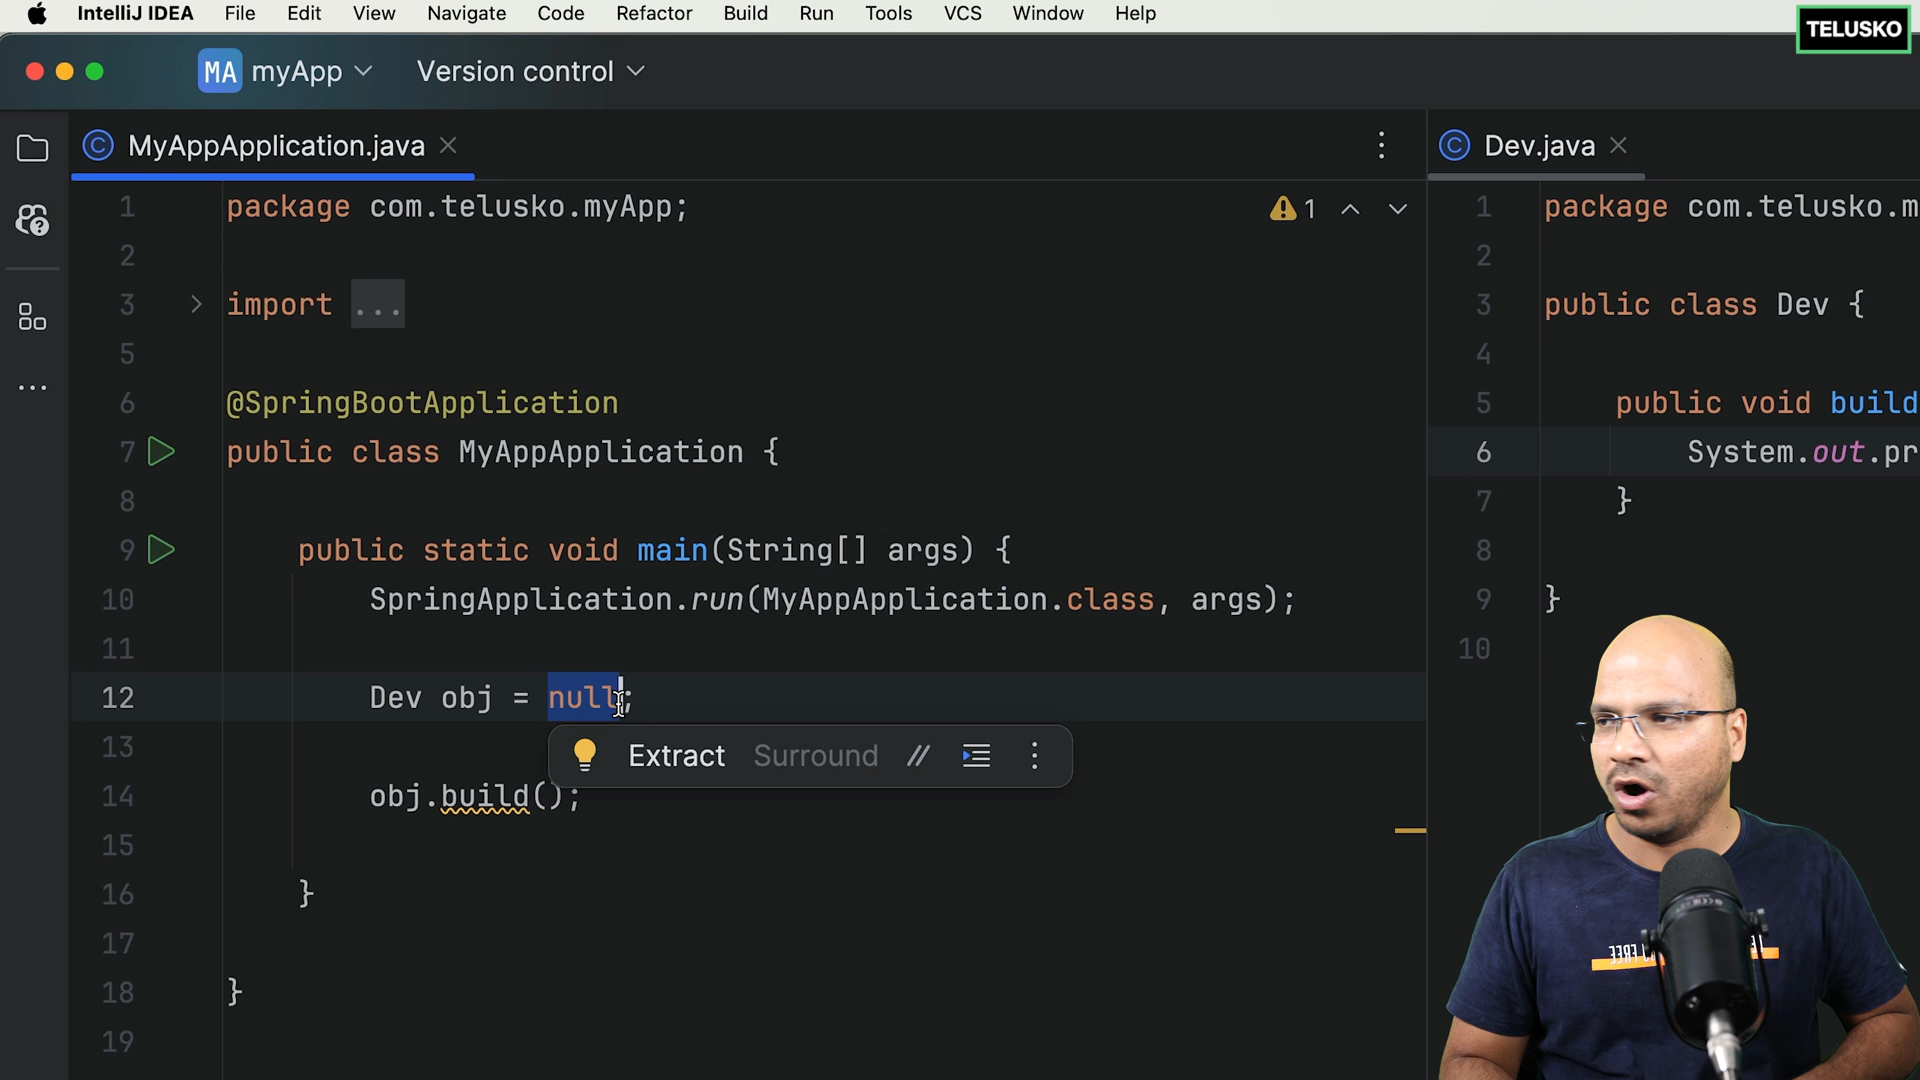 IntelliJ IDEA File Edit View Navigate Code Refactor Build Run Tools VCS Window Help
TELUSKO
MA myApp Version control
MyAppApplication.java
1 package com.telusko.myApp;
1
2
3 import ...
5
6 @SpringBootApplication
7 public class MyAppApplication {
8
9 public static void main(String[] args) {
10 SpringApplication.run(MyAppApplication.class, args);
11
12 Dev obj = null;
13
Extract Surround //
14 obj.build();
15
16 }
17
18 }
19
Dev.java
1 package com.telusko.m
2
3 public class Dev {
4
5 public void build
6 System.out.pr
7 }
8
9 }
10